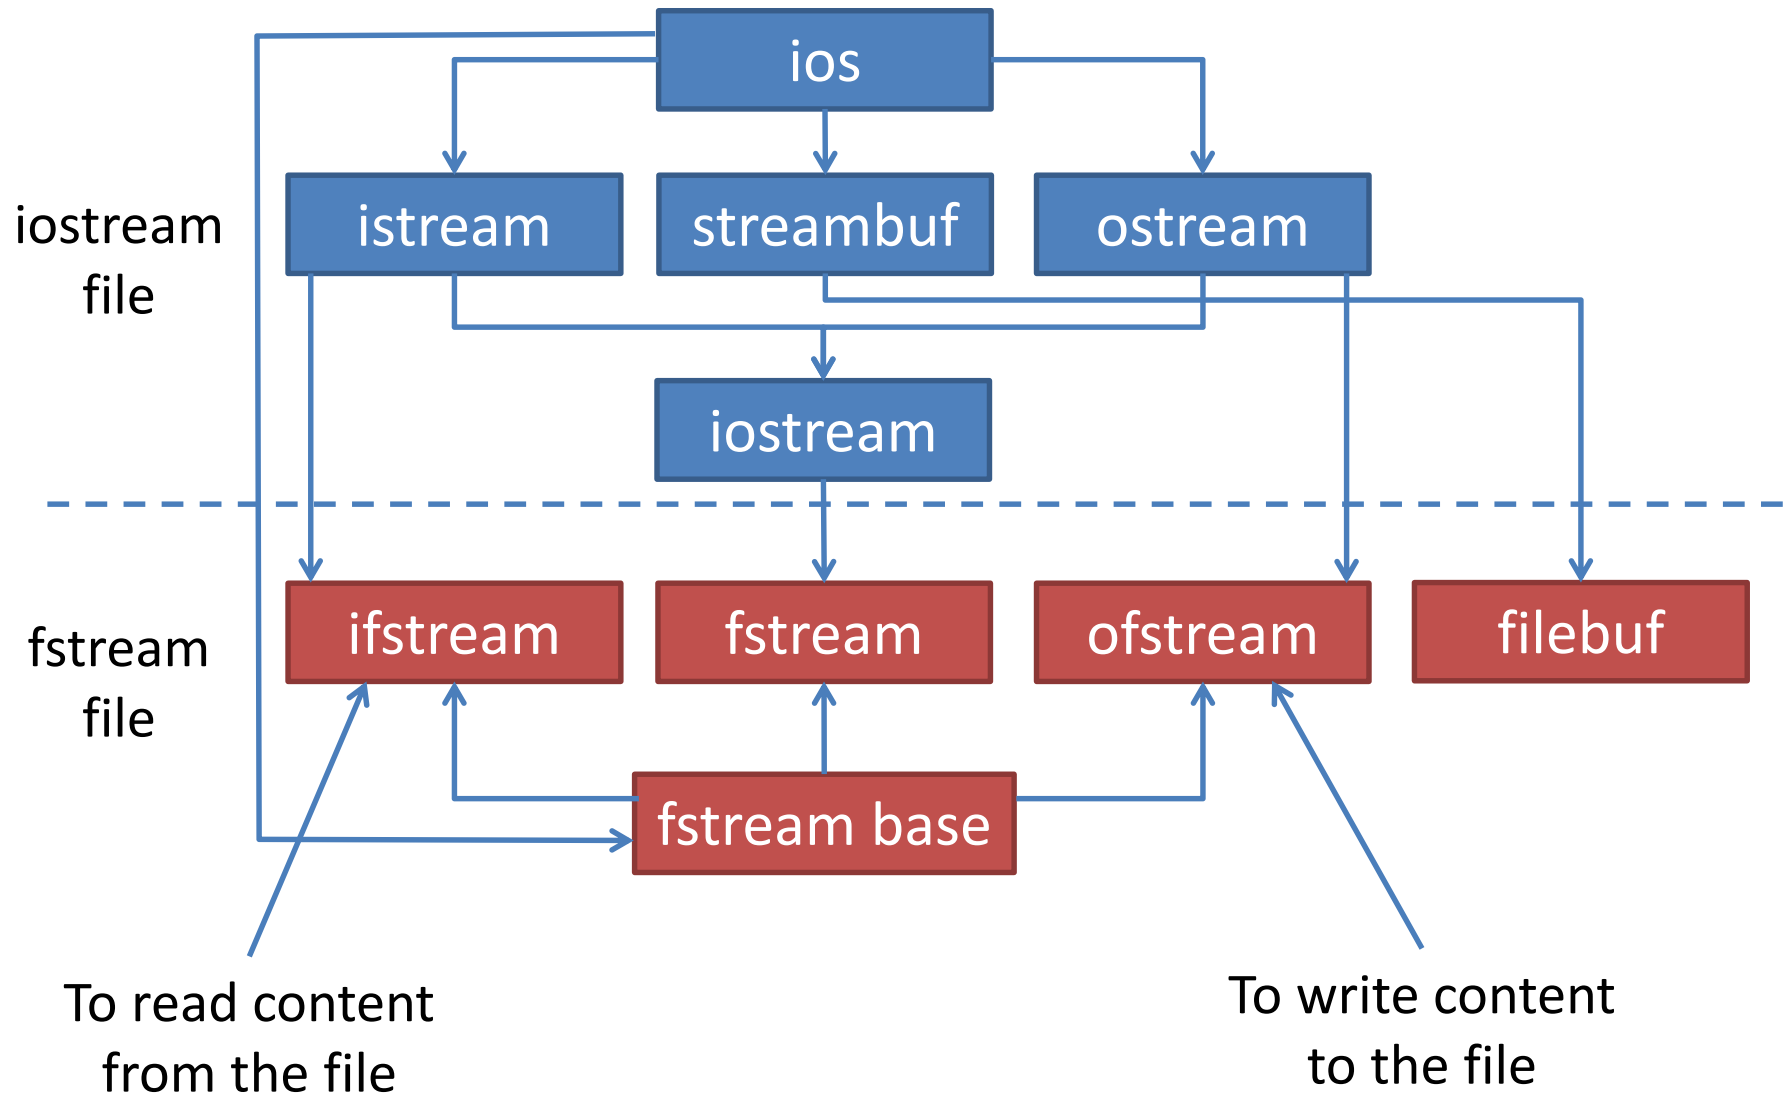 ios
istream
streambuf
ostream
iostream
file
iostream
ifstream
fstream
ofstream
filebuf
fstream
file
fstream base
To read content
from the file
To write content
to the file